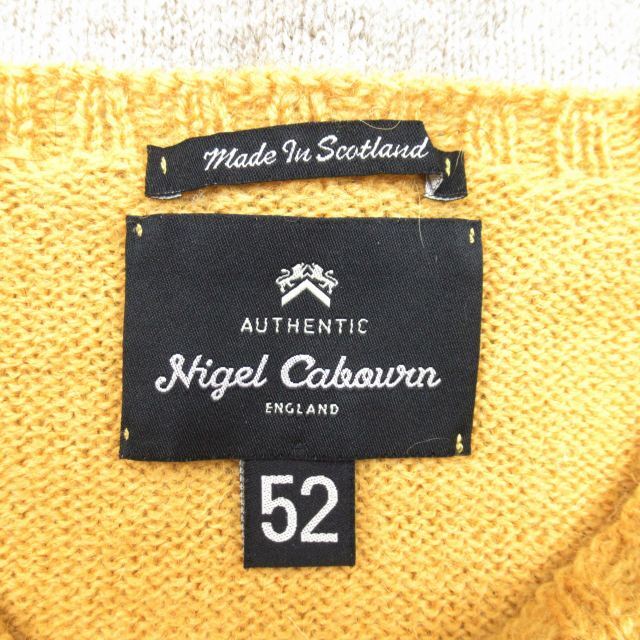 Made In Scotland
AUTHENTIC
Nigel Cabourn
ENGLAND
52